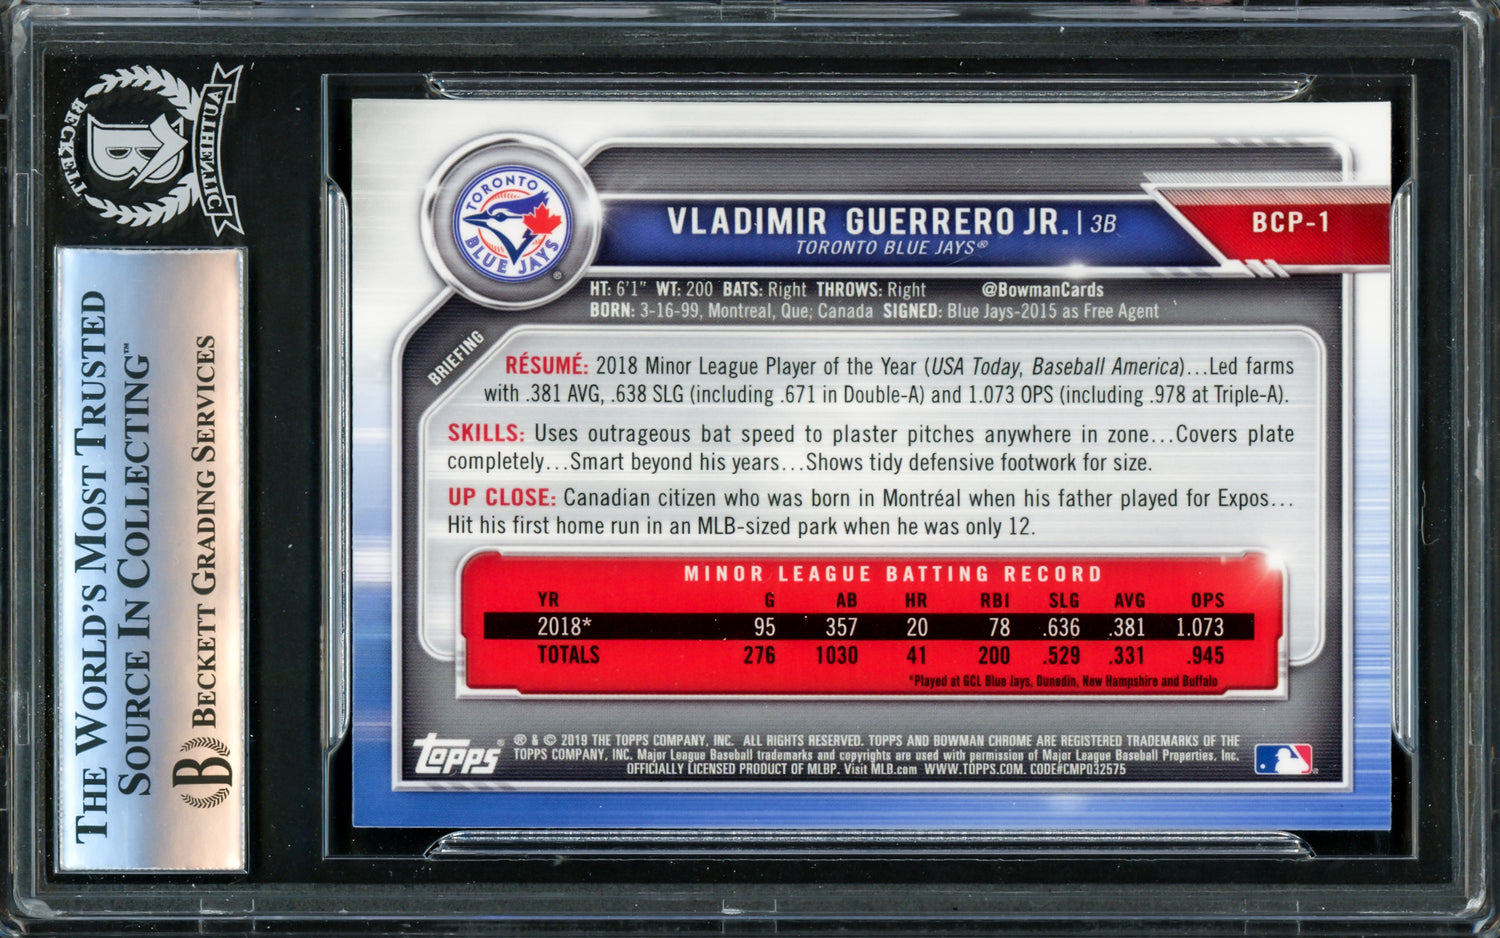 BECKETT
AUTHENTIC
B
THE WORLD'S MOST TRUSTED
SOURCE IN COLLECTING™
BECKETT GRADING SERVICES
TORONTO
BLUE JAYS
®
VLADIMIR GUERRERO JR. | 3B
TORONTO BLUE JAYS®
BCP-1
HT: 6'1" WT: 200 BATS: Right THROWS: Right @BowmanCards
BORN: 3-16-99, Montreal, Que; Canada SIGNED: Blue Jays-2015 as Free Agent
BRIEFING
RÉSUMÉ: 2018 Minor League Player of the Year (USA Today, Baseball America)...Led farms
with .381 AVG, .638 SLG (including .671 in Double-A) and 1.073 OPS (including .978 at Triple-A).
SKILLS: Uses outrageous bat speed to plaster pitches anywhere in zone...Covers plate
completely...Smart beyond his years...Shows tidy defensive footwork for size.
UP CLOSE: Canadian citizen who was born in Montréal when his father played for Expos...
Hit his first home run in an MLB-sized park when he was only 12.
MINOR LEAGUE BATTING RECORD
YR G AB HR RBI SLG AVG OPS
2018* 95 357 20 78 .636 .381 1.073
TOTALS 276 1030 41 200 .529 .331 .945
*Played at GCL Blue Jays, Dunedin, New Hampshire and Buffalo
topps®
® & © 2019 THE TOPPS COMPANY, INC. ALL RIGHTS RESERVED. TOPPS AND BOWMAN CHROME ARE REGISTERED TRADEMARKS OF THE
TOPPS COMPANY, INC. Major League Baseball trademarks and copyrights are used with permission of Major League Baseball Properties, Inc.
OFFICIALLY LICENSED PRODUCT OF MLBP. Visit MLB.com WWW.TOPPS.COM. CODE#CMP032575